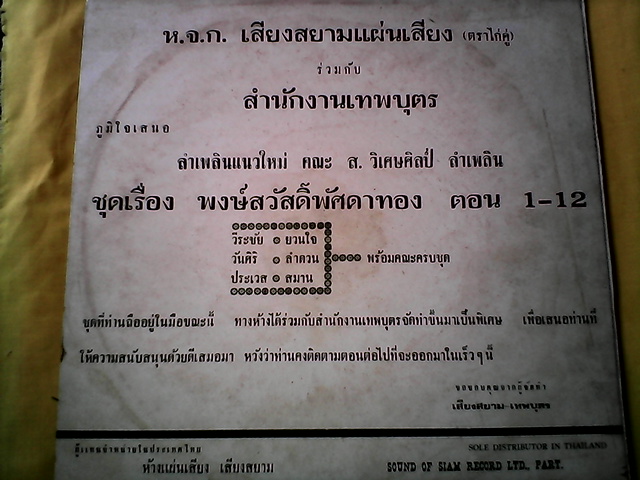 ห.จ.ก. เสียงสยามแผ่นเสียง (ตราไก่คู่)
ร่วมกับ
สำนักงานเทพบุตร
ภูมิใจเสนอ
ลำเพลินแนวใหม่ คณะ ส. วิเศษศิลป์ ลำเพลิน
ชุดเรื่อง พงษ์สวัสดิ์พัศดาทอง ตอน 1-12
วีระชัย ยวนใจ
วันศิริ ลำดวน พร้อมคณะครบชุด
ประเวส สมาน
ชุดที่ท่านถืออยู่ในมือขณะนี้ ทางห้างได้ร่วมกับสำนักงานเทพบุตรจัดทำขึ้นมาเป็นพิเศษ เพื่อเสนอท่านที่
ให้ความสนับสนุนด้วยดีเสมอมา หวังว่าท่านคงติดตามตอนต่อไปที่จะออกมาในเร็วๆนี้
ขอขอบคุณจากผู้จัดทำ
เสียงสยาม-เทพบุตร
ผู้แทนจำหน่ายในประเทศไทย
SOLE DISTRIBUTOR IN THAILAND
ห้างแผ่นเสียง เสียงสยาม
SOUND OF SIAM RECORD LTD., PART.